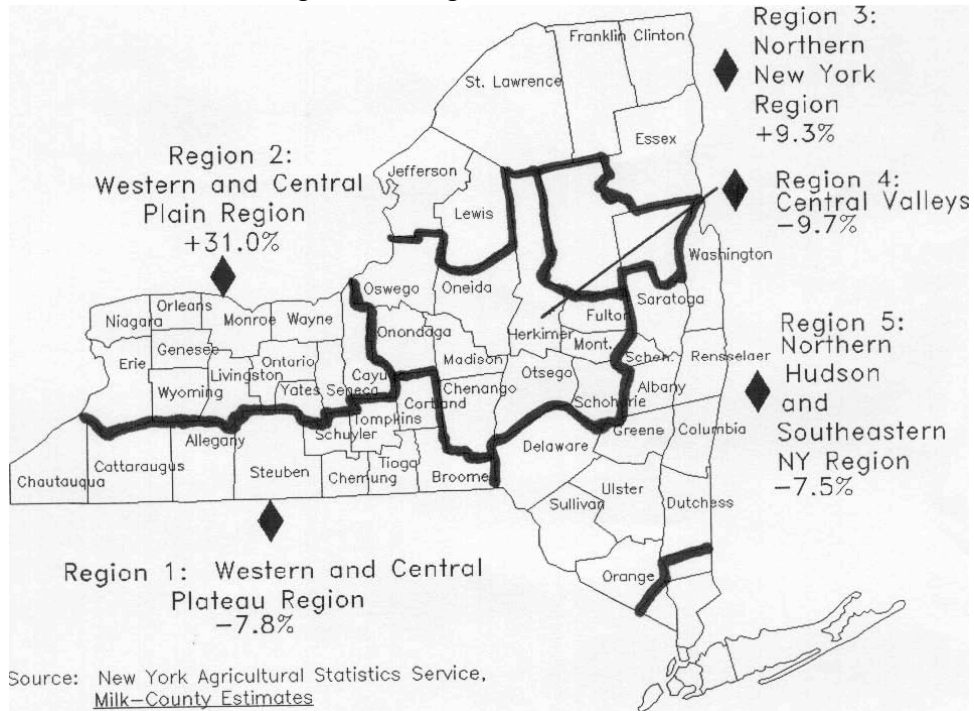 Region 3:
Northern
New York
Region
+9.3%
Region 2:
Western and Central
Plain Region
+31.0%
Region 4:
Central Valleys
-9.7%
Region 5:
Northern
Hudson
and
Southeastern
NY Region
-7.5%
Franklin Clinton
St. Lawrence
Essex
Jefferson
Lewis
Washington
Oswego
Oneida
Saratoga
Orleans
Niagara
Monroe
Wayne
Onondaga
Herkimer
Fulton
Erie
Genesee
Ontario
Madison
Mont.
Schen.
Rensselaer
Livingston
Wyoming
Yates
Seneca
Cayu
Chenango
Otsego
Albany
Cortland
Schoharie
Tompkins
Allegany
Schuyler
Delaware
Greene
Columbia
Cattaraugus
Steuben
Chemung
Tioga
Broome
Chautauqua
Ulster
Sullivan
Dutchess
Orange
Region 1: Western and Central
Plateau Region
-7.8%
Source: New York Agricultural Statistics Service,
Milk-County Estimates